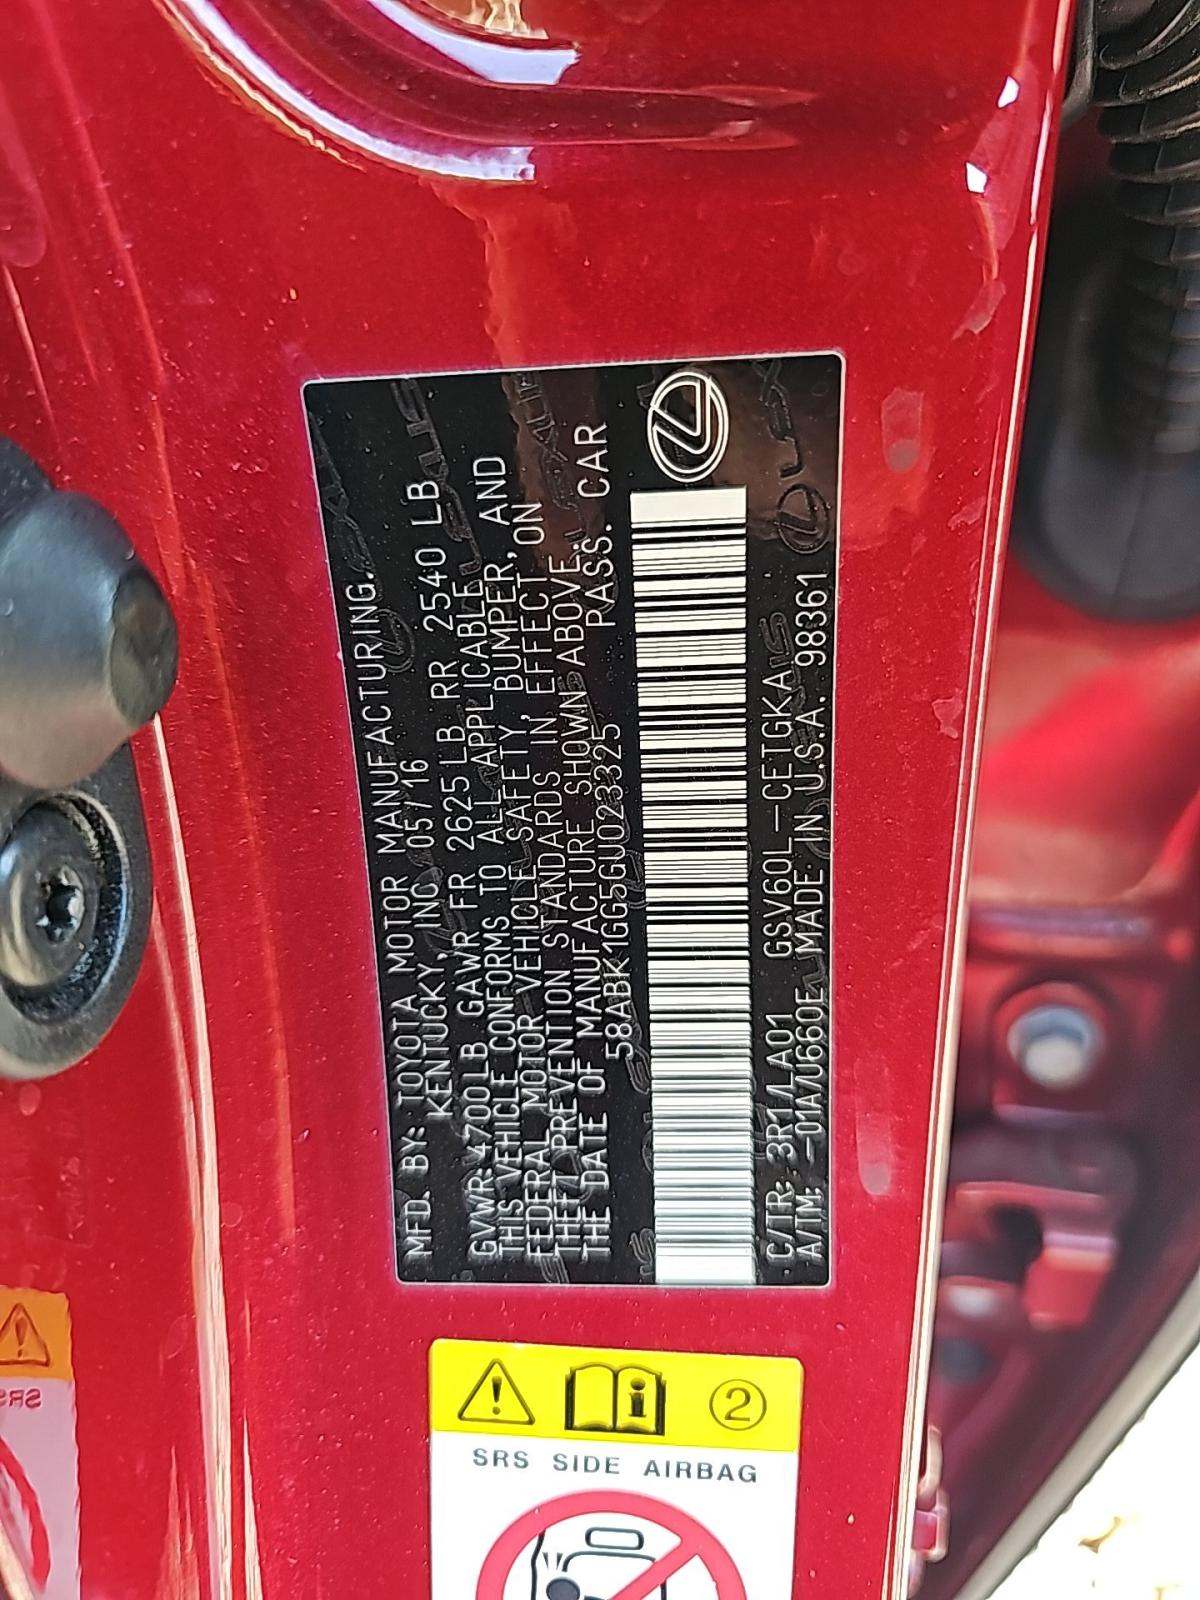 MFD. BY: TOYOTA MOTOR MANUFACTURING.
KENTUCKY, INC 05/16
GVWR: 4700LB GAWR FR 2625LB RR 2540 LB
THIS VEHICLE CONFORMS TO ALL APPLICABLE
FEDERAL MOTOR VEHICLE SAFETY, BUMPER, AND
THEFT PREVENTION STANDARDS IN EFFECT ON
THE DATE OF MANUFACTURE SHOWN ABOVE.
58ABK1GG5GU023325 PASS. CAR
C/TR: 3R1/LA01 GSV60L-CETGKA
A/TM: -01A/U660E MADE IN U.S.A. 98361
2
SRS SIDE AIRBAG
SRS